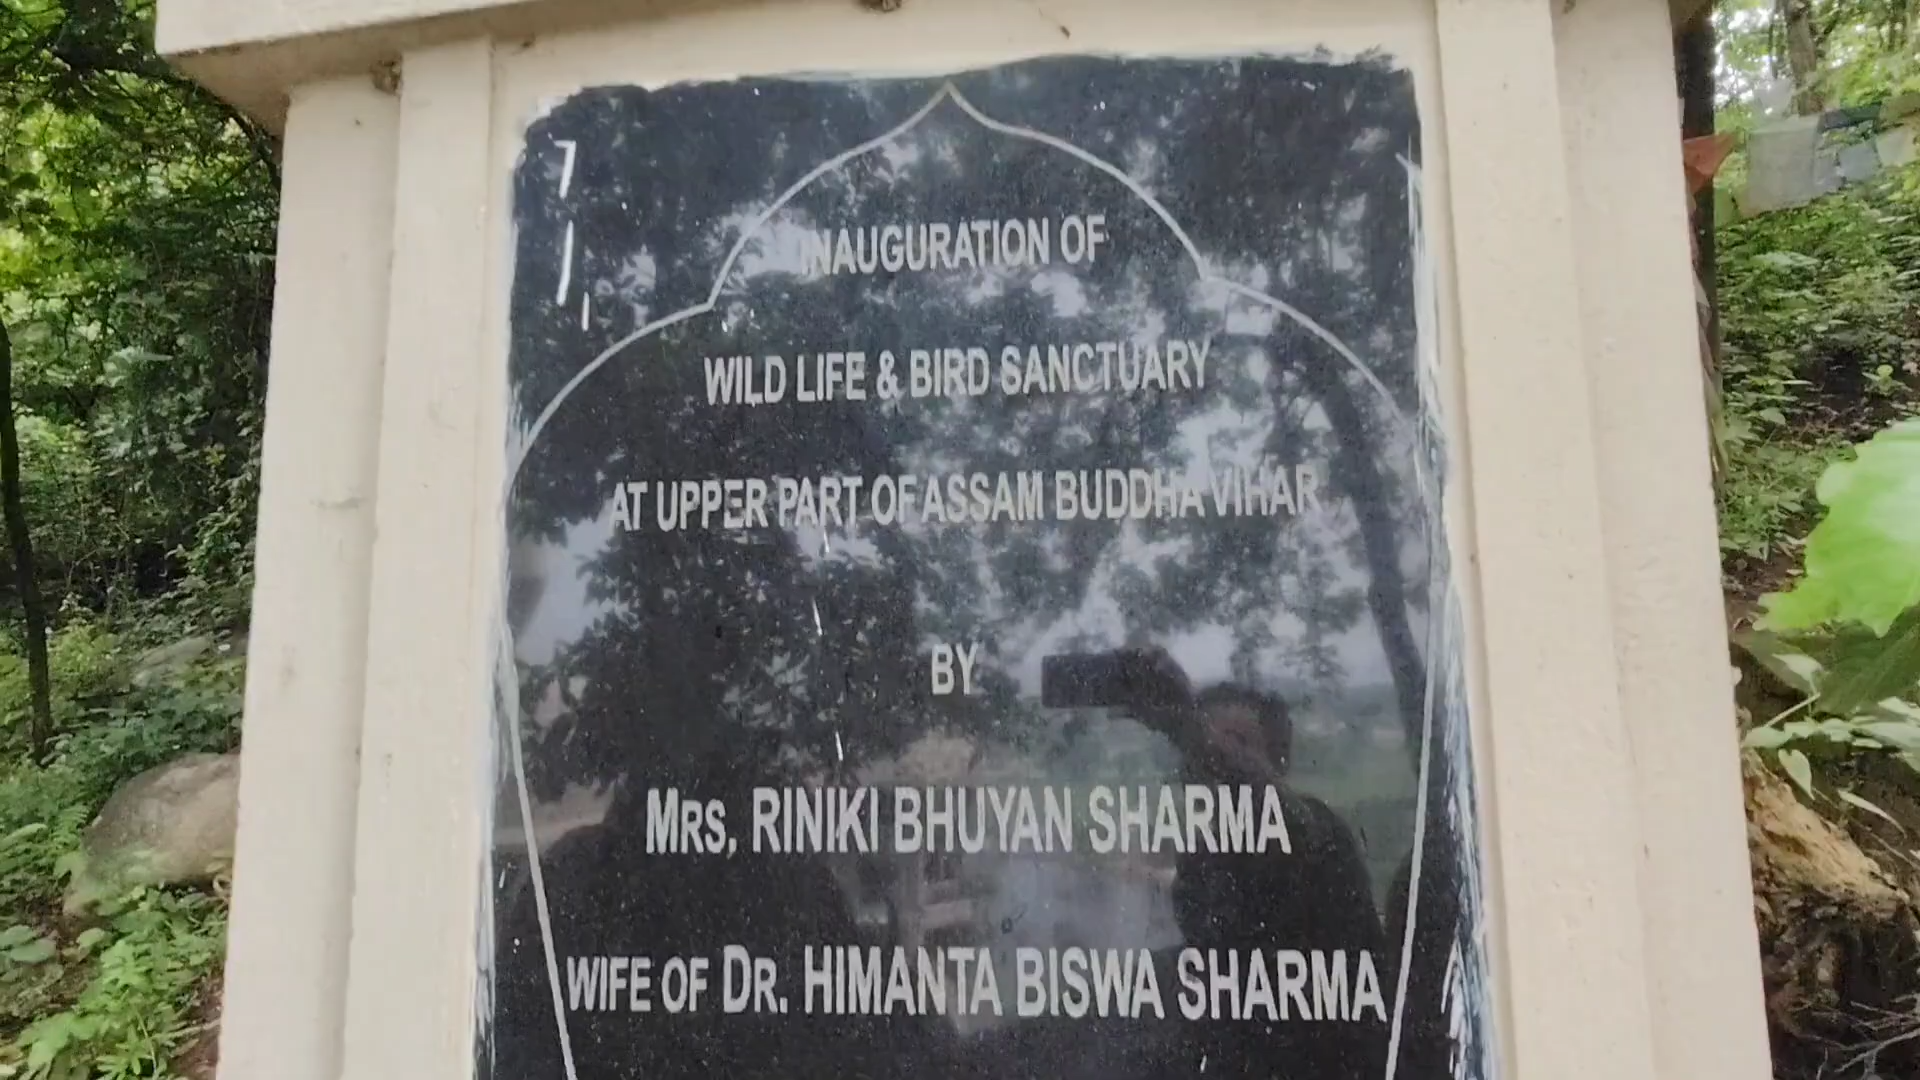 INAUGURATION OF
WILD LIFE & BIRD SANCTUARY
AT UPPER PART OF ASSAM BUDDHA VIHAR
BY
MRS, RINIKI BHUYAN SHARMA
WIFE OF DR. HIMANTA BISWA SHARMA